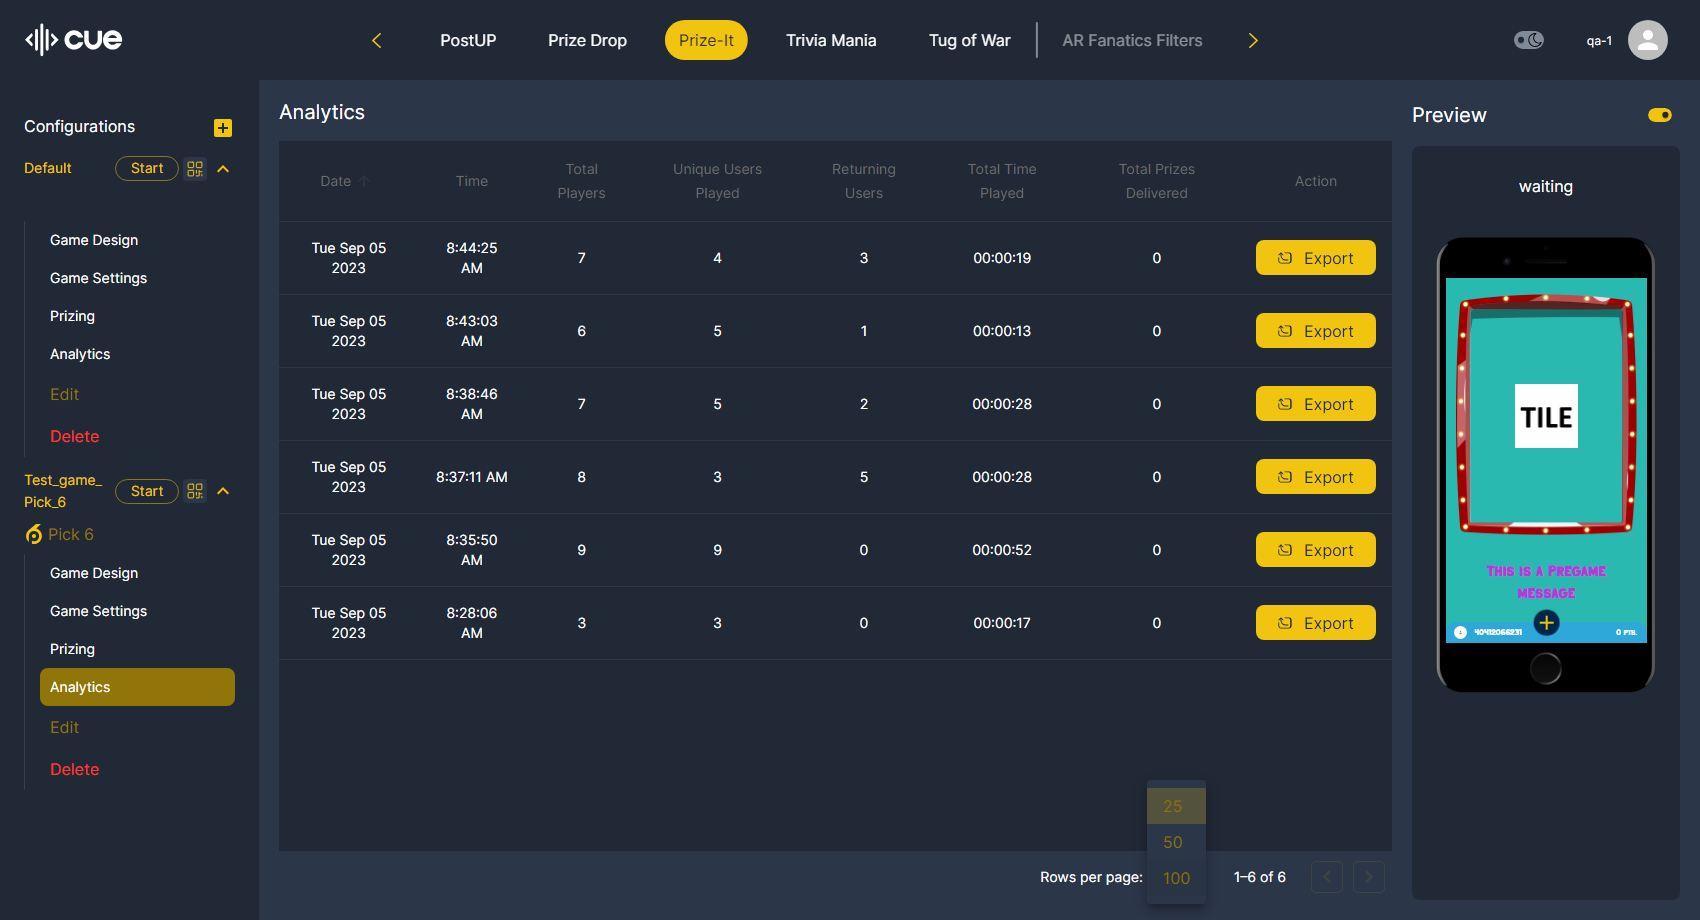 cue
PostUP
Prize Drop
Prize-It
Trivia Mania
Tug of War
AR Fanatics Filters
qa-1
Configurations
Default
Start
Game Design
Game Settings
Prizing
Analytics
Edit
Delete
Test_game_
Pick_6
Start
Pick 6
Game Design
Game Settings
Prizing
Analytics
Edit
Delete
Analytics
Date
Time
Total
Players
Unique Users
Played
Returning
Users
Total Time
Played
Total Prizes
Delivered
Action
Tue Sep 05
2023
8:44:25
AM
7
4
3
00:00:19
0
Export
Tue Sep 05
2023
8:43:03
AM
6
5
1
00:00:13
0
Export
Tue Sep 05
2023
8:38:46
AM
7
5
2
00:00:28
0
Export
Tue Sep 05
2023
8:37:11 AM
8
3
5
00:00:28
0
Export
Tue Sep 05
2023
8:35:50
AM
9
9
0
00:00:52
0
Export
Tue Sep 05
2023
8:28:06
AM
3
3
0
00:00:17
0
Export
25
50
100
Rows per page:
1–6 of 6
Preview
waiting
TILE
THIS IS A PREGAME
MESSAGE
40412066231
0 PTS.